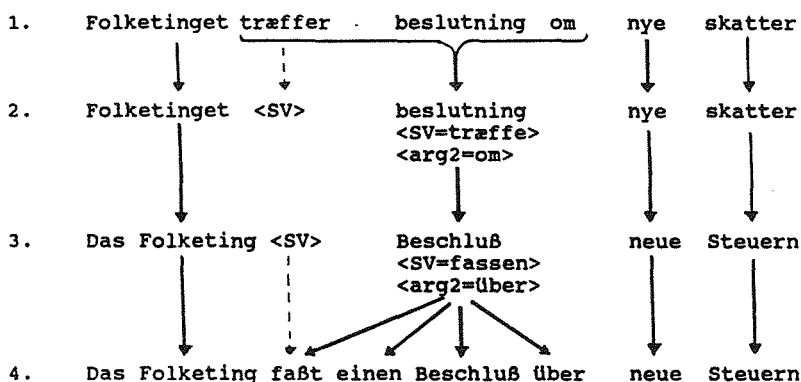 1. Folketinget træffer beslutning om nye skatter
2. Folketinget <SV> beslutning nye skatter
<SV=træffe>
<arg2=om>
3. Das Folketing <SV> Beschluß neue Steuern
<SV=fassen>
<arg2=über>
4. Das Folketing faßt einen Beschluß über neue Steuern